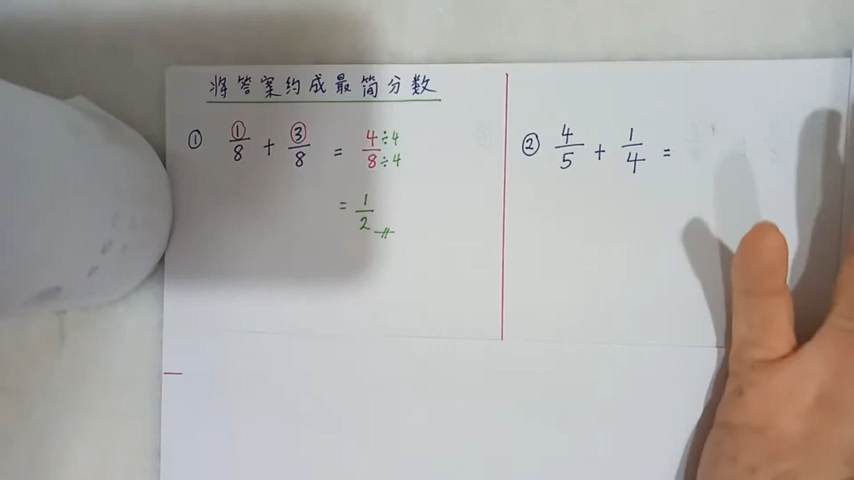 将答案约成最简分数
① 1/8 + 3/8 = 4÷4/8÷4
= 1/2
② 4/5 + 1/4 =